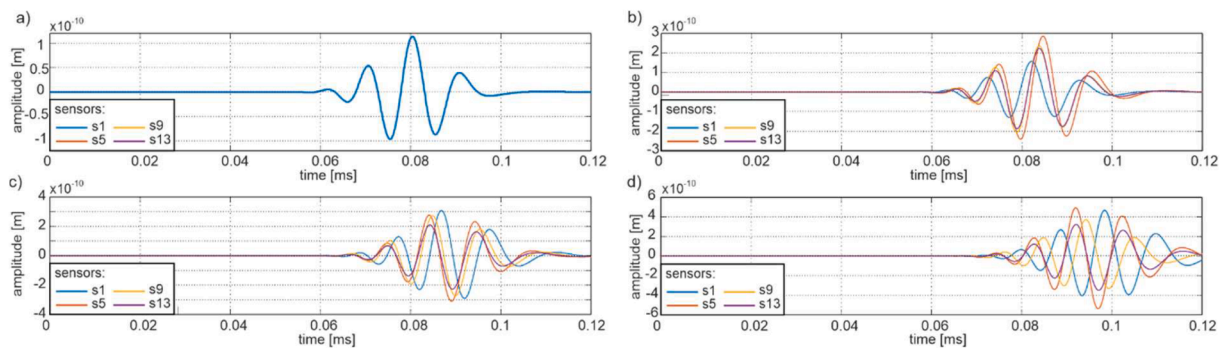 a)
x10⁻¹⁰
1
0.5
0
-0.5
-1
amplitude [m]
sensors:
s1 s9
s5 s13
0 0.02 0.04 0.06 0.08 0.1 0.12
time [ms]
b)
x10⁻¹⁰
3
2
1
0
-1
-2
-3
amplitude [m]
sensors:
s1 s9
s5 s13
0 0.02 0.04 0.06 0.08 0.1 0.12
time [ms]
c)
x10⁻¹⁰
4
2
0
-2
-4
amplitude [m]
sensors:
s1 s9
s5 s13
0 0.02 0.04 0.06 0.08 0.1 0.12
time [ms]
d)
x10⁻¹⁰
6
4
2
0
-2
-4
-6
amplitude [m]
sensors:
s1 s9
s5 s13
0 0.02 0.04 0.06 0.08 0.1 0.12
time [ms]